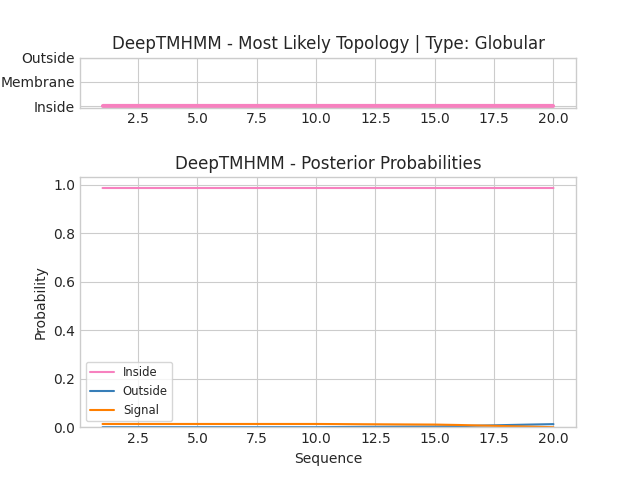 DeepTMHMM - Most Likely Topology | Type: Globular
Outside
Membrane
Inside
2.5 5.0 7.5 10.0 12.5 15.0 17.5 20.0
DeepTMHMM - Posterior Probabilities
1.0
0.8
0.6
0.4
0.2
0.0
Probability
Inside
Outside
Signal
2.5 5.0 7.5 10.0 12.5 15.0 17.5 20.0
Sequence